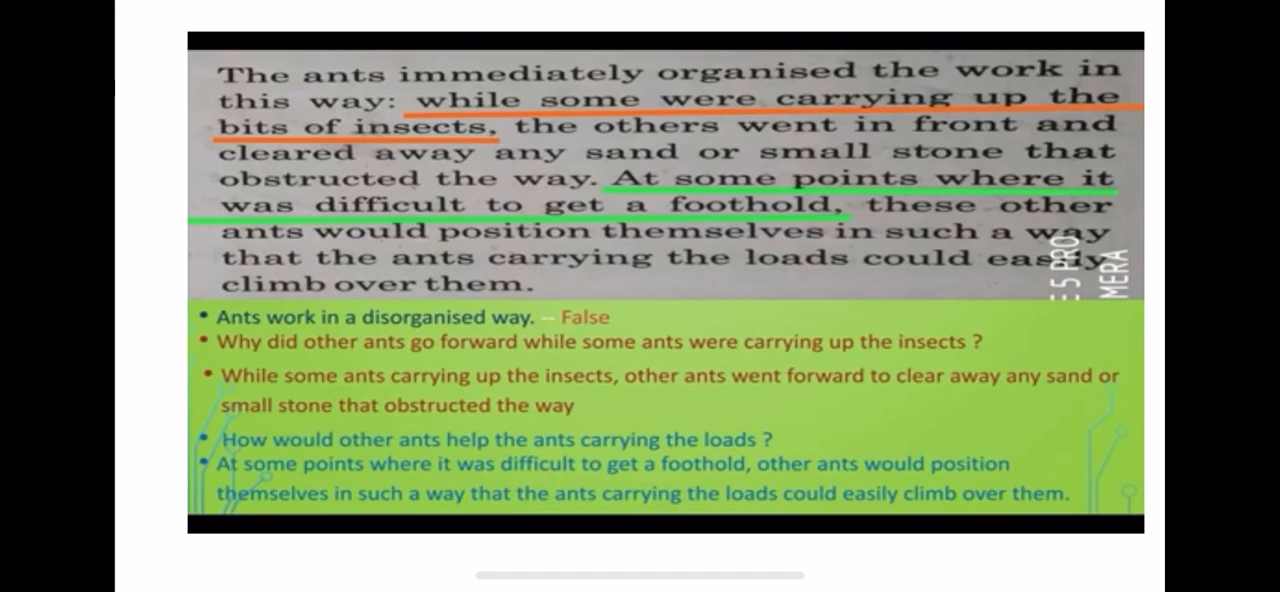 The ants immediately organised the work in
this way: while some were carrying up the
bits of insects, the others went in front and
cleared away any sand or small stone that
obstructed the way. At some points where it
was difficult to get a foothold, these other
ants would position themselves in such a way
that the ants carrying the loads could easily
climb over them.
5 PRO
MERA
• Ants work in a disorganised way. -- False
• Why did other ants go forward while some ants were carrying up the insects ?
• While some ants carrying up the insects, other ants went forward to clear away any sand or
small stone that obstructed the way
• How would other ants help the ants carrying the loads ?
• At some points where it was difficult to get a foothold, other ants would position
themselves in such a way that the ants carrying the loads could easily climb over them.